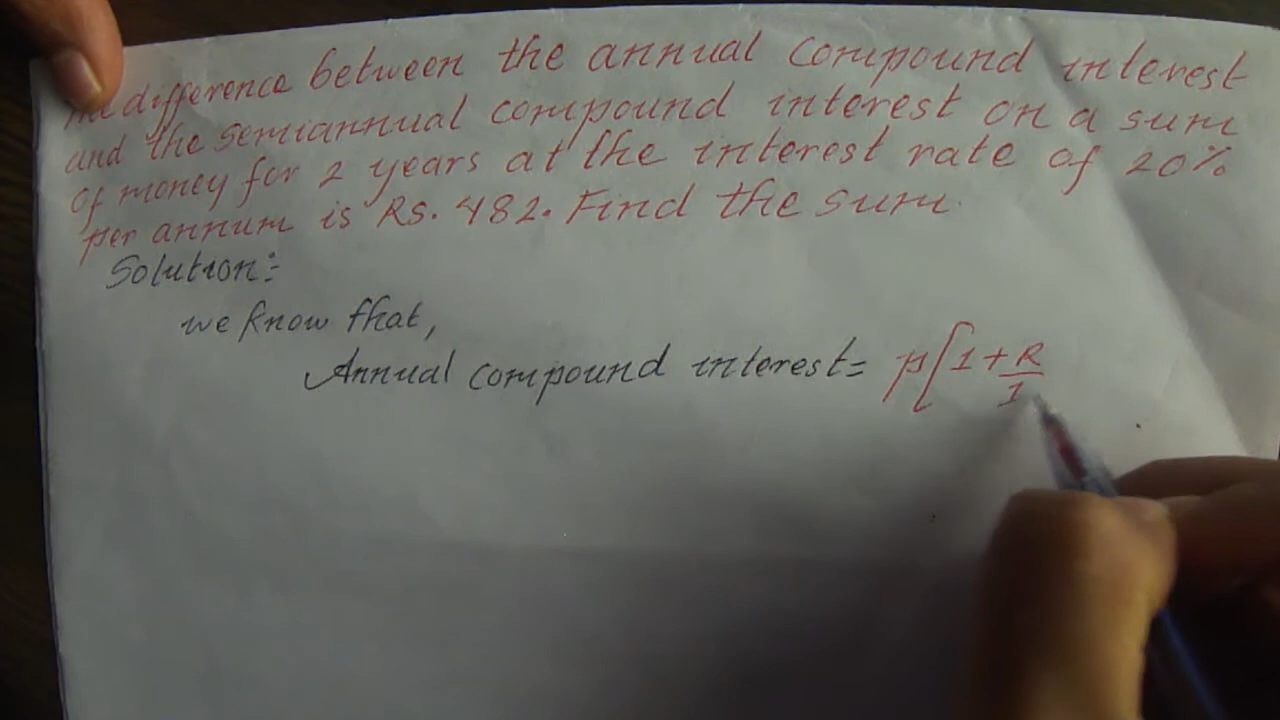 The difference between the annual compound interest
and the semiannual compound interest on a sum
of money for 2 years at the interest rate of 20%
per annum is Rs. 482. Find the sum.
Solution:-
we know that,
Annual compound interest = p[1+R/1